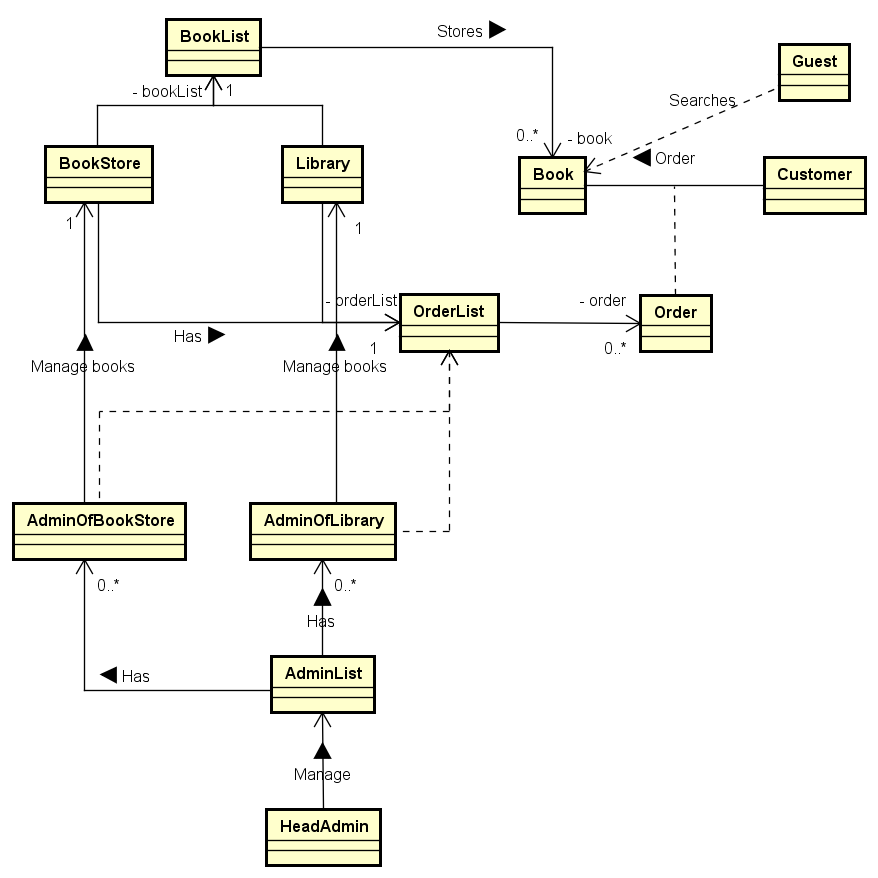 BookList
Stores
Guest
- bookList
1
Searches
0..*
- book
Order
BookStore
Library
Book
Customer
1
1
- orderList
OrderList
- order
Order
Has
1
0..*
Manage books
Manage books
AdminOfBookStore
AdminOfLibrary
0..*
0..*
Has
Has
AdminList
Manage
HeadAdmin